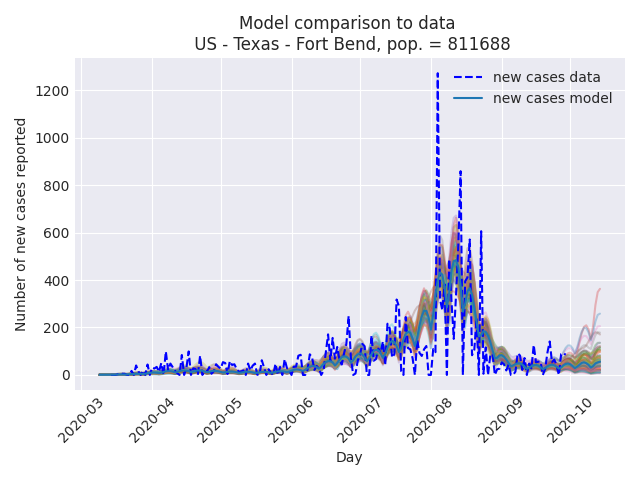 Model comparison to data
US - Texas - Fort Bend, pop. = 811688
new cases data
new cases model
Number of new cases reported
1200
1000
800
600
400
200
0
2020-03
2020-04
2020-05
2020-06
2020-07
2020-08
2020-09
2020-10
Day